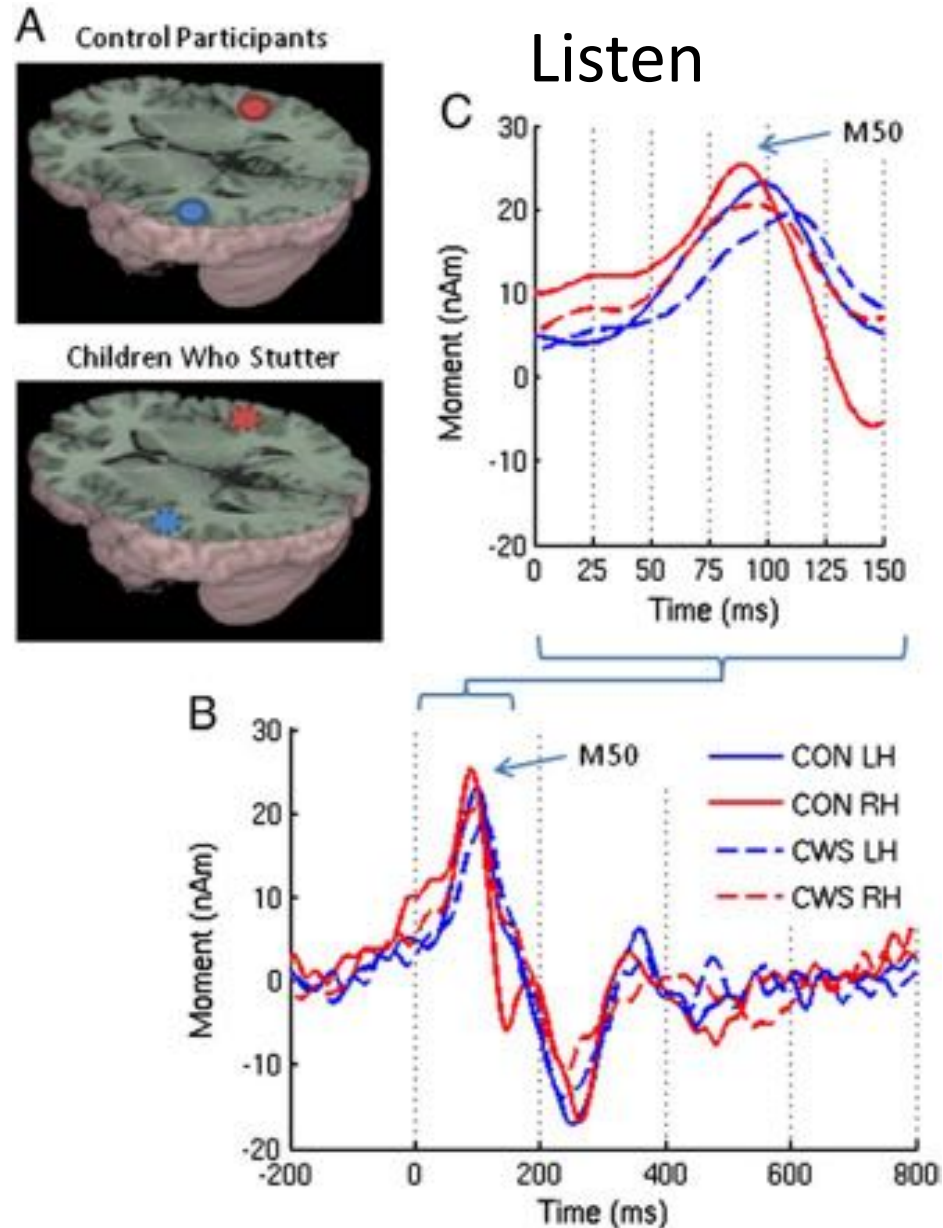 A
Control Participants
Listen
C
M50
30
20
10
0
-10
-20
Moment (nAm)
0 25 50 75 100 125 150
Time (ms)
Children Who Stutter
B
M50
30
20
10
0
-10
-20
Moment (nAm)
CON LH
CON RH
CWS LH
CWS RH
-200 0 200 400 600 800
Time (ms)